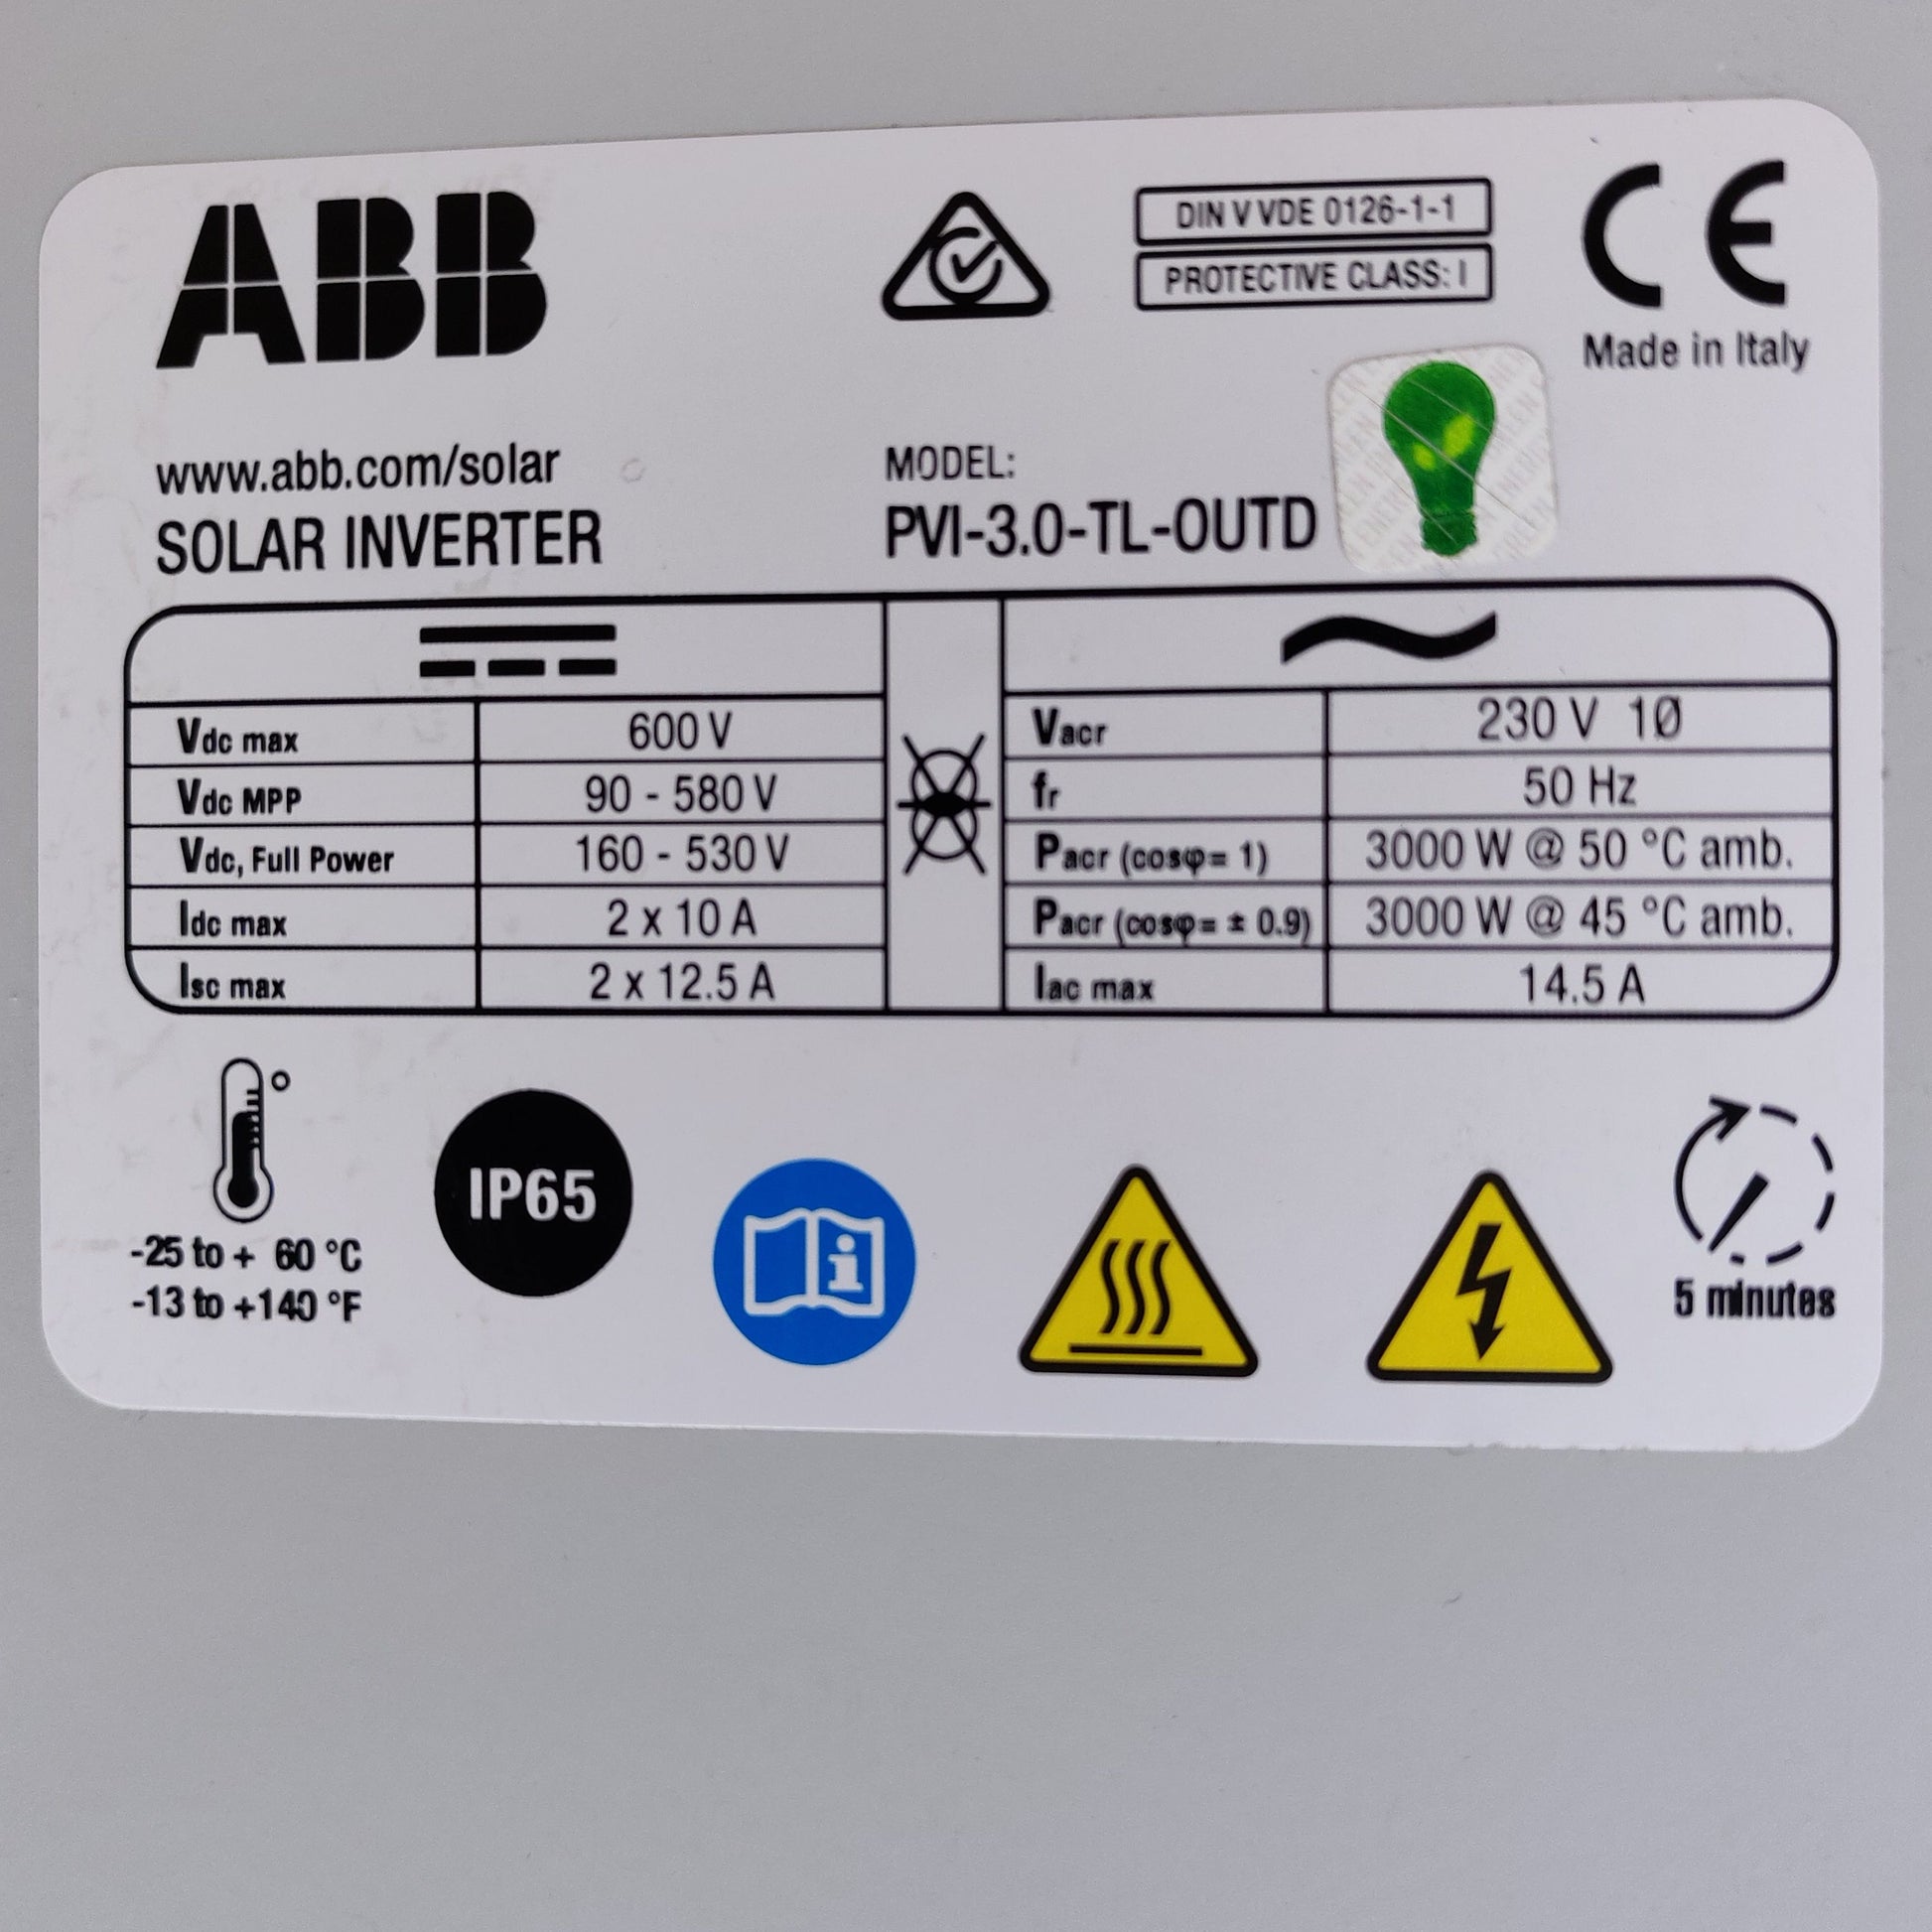 ABB
DIN V VDE 0126-1-1
PROTECTIVE CLASS: I
CE
Made in Italy
www.abb.com/solar
SOLAR INVERTER
MODEL:
PVI-3.0-TL-OUTD
Vdc max 600 V
Vdc MPP 90 - 580 V
Vdc, Full Power 160 - 530 V
Idc max 2 x 10 A
Isc max 2 x 12.5 A
Vacr 230 V 1Ø
fr 50 Hz
Pacr (cosφ= 1) 3000 W @ 50 °C amb.
Pacr (cosφ= ± 0.9) 3000 W @ 45 °C amb.
Iac max 14.5 A
-25 to + 60 °C
-13 to +140 °F
IP65
i
5 minutes